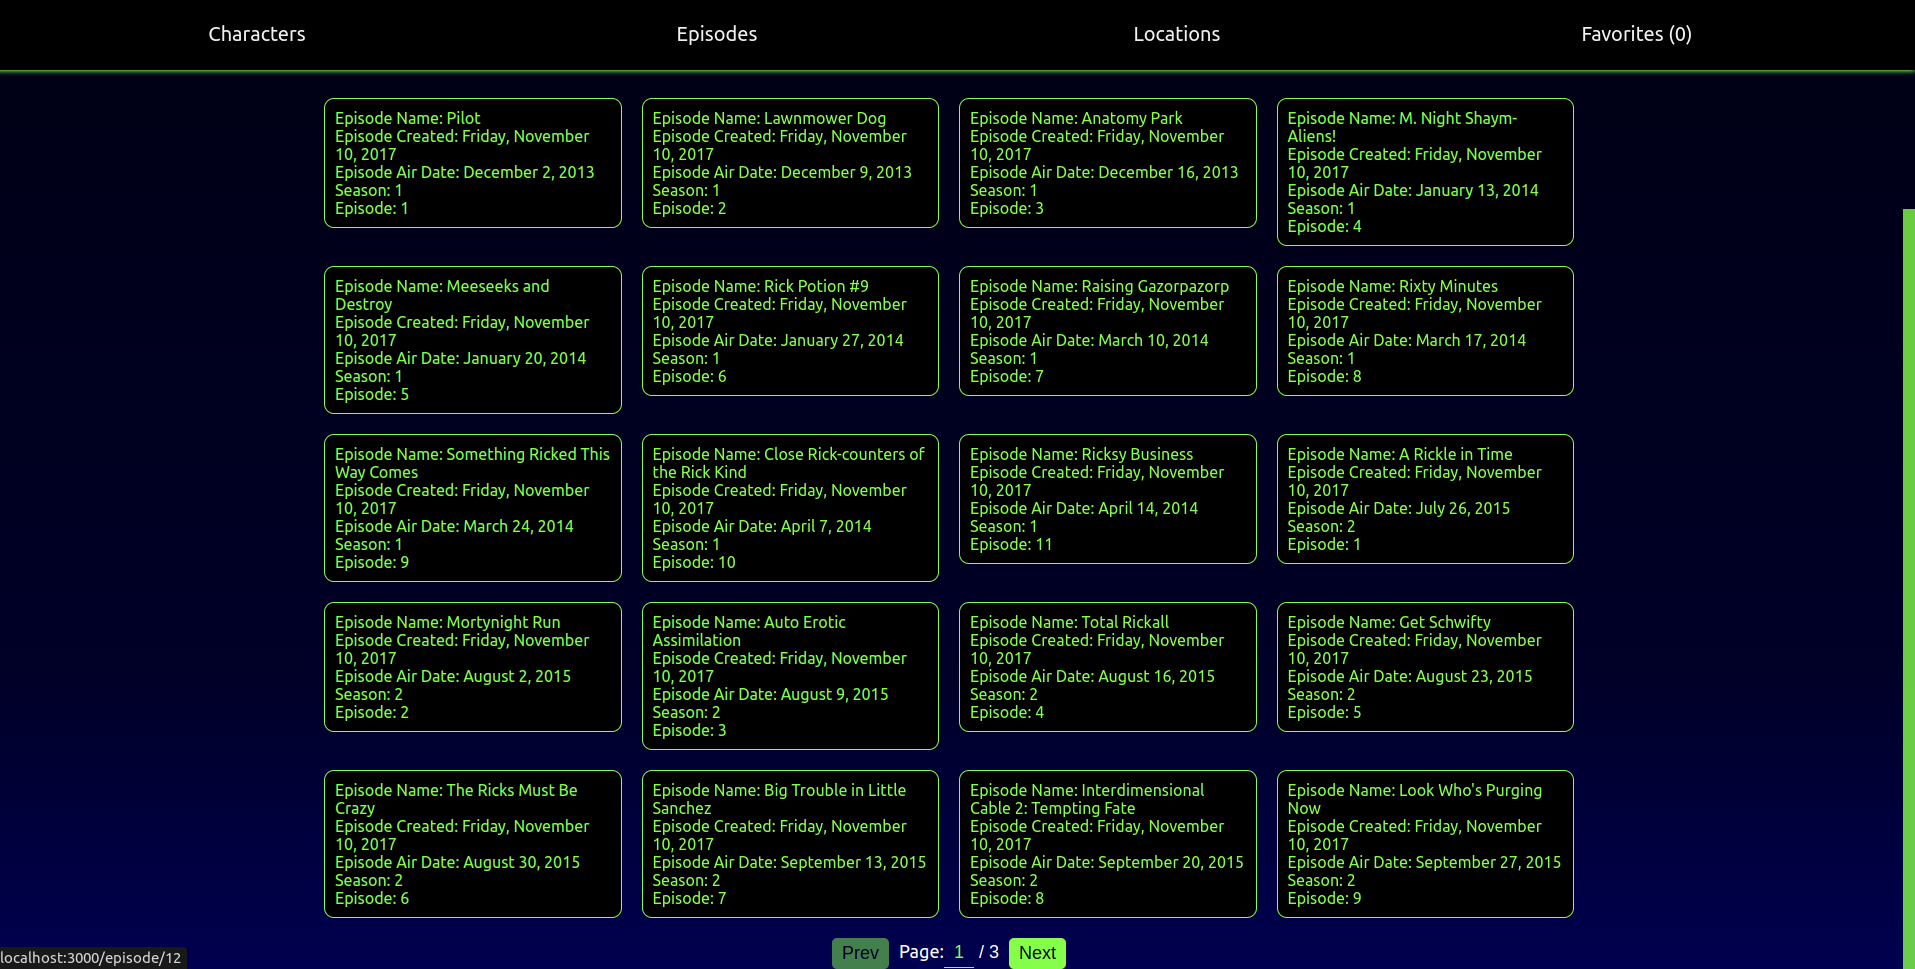 Characters
Episodes
Locations
Favorites (0)
Episode Name: Pilot
Episode Created: Friday, November
10, 2017
Episode Air Date: December 2, 2013
Season: 1
Episode: 1
Episode Name: Lawnmower Dog
Episode Created: Friday, November
10, 2017
Episode Air Date: December 9, 2013
Season: 1
Episode: 2
Episode Name: Anatomy Park
Episode Created: Friday, November
10, 2017
Episode Air Date: December 16, 2013
Season: 1
Episode: 3
Episode Name: M. Night Shaym-
Aliens!
Episode Created: Friday, November
10, 2017
Episode Air Date: January 13, 2014
Season: 1
Episode: 4
Episode Name: Meeseeks and
Destroy
Episode Created: Friday, November
10, 2017
Episode Air Date: January 20, 2014
Season: 1
Episode: 5
Episode Name: Rick Potion #9
Episode Created: Friday, November
10, 2017
Episode Air Date: January 27, 2014
Season: 1
Episode: 6
Episode Name: Raising Gazorpazorp
Episode Created: Friday, November
10, 2017
Episode Air Date: March 10, 2014
Season: 1
Episode: 7
Episode Name: Rixty Minutes
Episode Created: Friday, November
10, 2017
Episode Air Date: March 17, 2014
Season: 1
Episode: 8
Episode Name: Something Ricked This
Way Comes
Episode Created: Friday, November
10, 2017
Episode Air Date: March 24, 2014
Season: 1
Episode: 9
Episode Name: Close Rick-counters of
the Rick Kind
Episode Created: Friday, November
10, 2017
Episode Air Date: April 7, 2014
Season: 1
Episode: 10
Episode Name: Ricksy Business
Episode Created: Friday, November
10, 2017
Episode Air Date: April 14, 2014
Season: 1
Episode: 11
Episode Name: A Rickle in Time
Episode Created: Friday, November
10, 2017
Episode Air Date: July 26, 2015
Season: 2
Episode: 1
Episode Name: Mortynight Run
Episode Created: Friday, November
10, 2017
Episode Air Date: August 2, 2015
Season: 2
Episode: 2
Episode Name: Auto Erotic
Assimilation
Episode Created: Friday, November
10, 2017
Episode Air Date: August 9, 2015
Season: 2
Episode: 3
Episode Name: Total Rickall
Episode Created: Friday, November
10, 2017
Episode Air Date: August 16, 2015
Season: 2
Episode: 4
Episode Name: Get Schwifty
Episode Created: Friday, November
10, 2017
Episode Air Date: August 23, 2015
Season: 2
Episode: 5
Episode Name: The Ricks Must Be
Crazy
Episode Created: Friday, November
10, 2017
Episode Air Date: August 30, 2015
Season: 2
Episode: 6
Episode Name: Big Trouble in Little
Sanchez
Episode Created: Friday, November
10, 2017
Episode Air Date: September 13, 2015
Season: 2
Episode: 7
Episode Name: Interdimensional
Cable 2: Tempting Fate
Episode Created: Friday, November
10, 2017
Episode Air Date: September 20, 2015
Season: 2
Episode: 8
Episode Name: Look Who's Purging
Now
Episode Created: Friday, November
10, 2017
Episode Air Date: September 27, 2015
Season: 2
Episode: 9
Prev Page: 1 / 3 Next
localhost:3000/episode/12